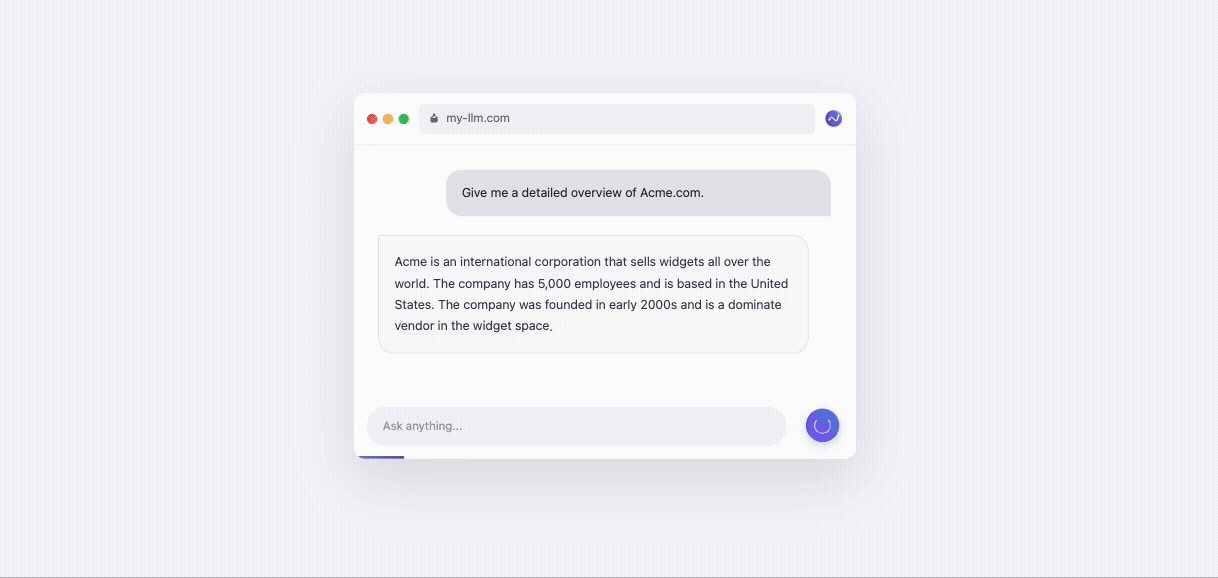 my-llm.com
Give me a detailed overview of Acme.com.
Acme is an international corporation that sells widgets all over the
world. The company has 5,000 employees and is based in the United
States. The company was founded in early 2000s and is a dominate
vendor in the widget space.
Ask anything...